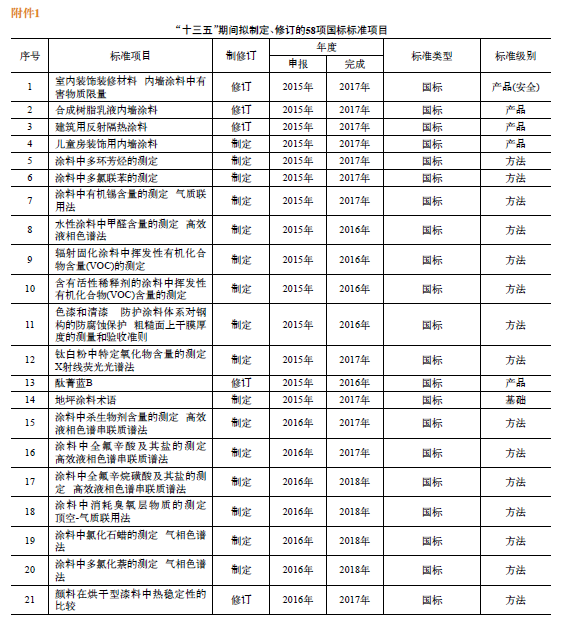 附件1
“十三五”期间拟制定、修订的58项国标标准项目
序号 标准项目 制修订 年度 标准类型 标准级别
申报 完成
1 室内装饰装修材料 内墙涂料中有害物质限量 修订 2015年 2017年 国标 产品(安全)
2 合成树脂乳液内墙涂料 修订 2015年 2017年 国标 产品
3 建筑用反射隔热涂料 修订 2015年 2017年 国标 产品
4 儿童房装饰用内墙涂料 制定 2015年 2017年 国标 产品
5 涂料中多环芳烃的测定 制定 2015年 2017年 国标 方法
6 涂料中多氯联苯的测定 制定 2015年 2017年 国标 方法
7 涂料中有机锡含量的测定 气质联用法 制定 2015年 2017年 国标 方法
8 水性涂料中甲醛含量的测定 高效液相色谱法 制定 2015年 2016年 国标 方法
9 辐射固化涂料中挥发性有机化合物含量(VOC)的测定 制定 2015年 2016年 国标 方法
10 含有活性稀释剂的涂料中挥发性有机化合物(VOC)含量的测定 制定 2015年 2016年 国标 方法
11 色漆和清漆 防护涂料体系对钢构的防腐蚀保护 粗糙面上干膜厚度的测量和验收准则 制定 2015年 2016年 国标 方法
12 钛白粉中特定氧化物含量的测定 X射线荧光光谱法 制定 2015年 2017年 国标 方法
13 酞菁蓝B 修订 2015年 2016年 国标 产品
14 地坪涂料术语 制定 2015年 2017年 国标 基础
15 涂料中杀生物剂含量的测定 高效液相色谱串联质谱法 制定 2016年 2017年 国标 方法
16 涂料中全氟辛酸及其盐的测定 高效液相色谱串联质谱法 制定 2016年 2017年 国标 方法
17 涂料中全氟辛烷磺酸及其盐的测定 高效液相色谱串联质谱法 制定 2016年 2018年 国标 方法
18 涂料中消耗臭氧层物质的测定 顶空-气质联用法 制定 2016年 2018年 国标 方法
19 涂料中氯化石蜡的测定 气相色谱法 制定 2016年 2018年 国标 方法
20 涂料中多氯化萘的测定 气相色谱法 制定 2016年 2018年 国标 方法
21 颜料在烘干型漆料中热稳定性的比较 修订 2016年 2017年 国标 方法